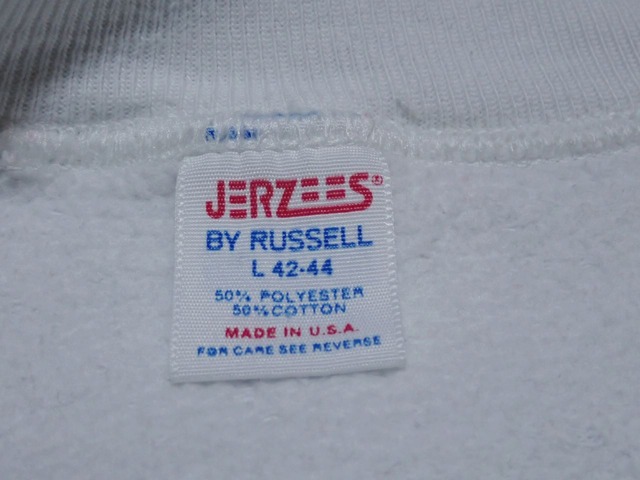 JERZEES®
BY RUSSELL
L 42-44
50% POLYESTER
50% COTTON
MADE IN U.S.A.
FOR CARE SEE REVERSE